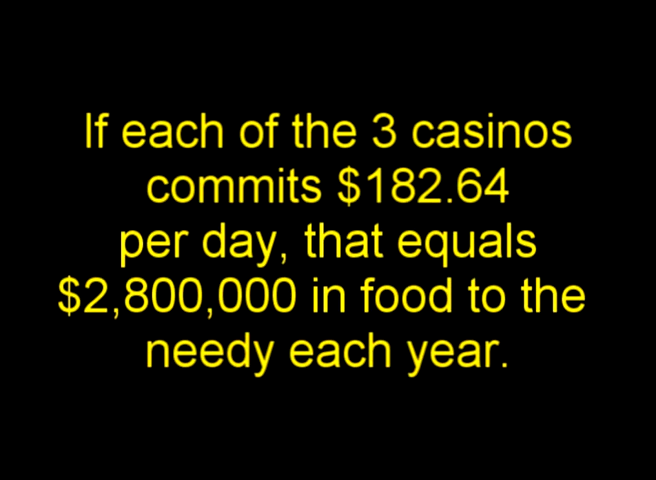 If each of the 3 casinos
commits $182.64
per day, that equals
$2,800,000 in food to the
needy each year.